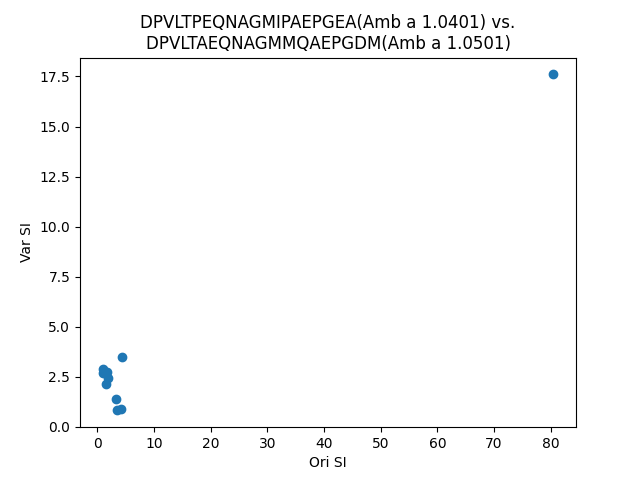 DPVLTPEQNAGMIPAEPGEA(Amb a 1.0401) vs.
DPVLTAEQNAGMMQAEPGDM(Amb a 1.0501)
17.5
15.0
12.5
10.0
7.5
5.0
2.5
0.0
Var SI
0 10 20 30 40 50 60 70 80
Ori SI